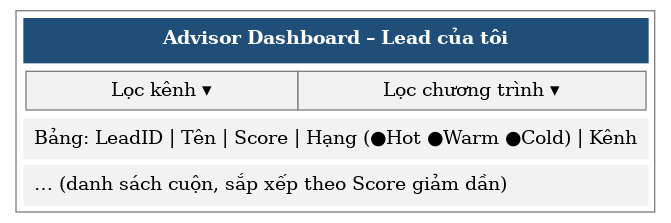 Advisor Dashboard – Lead của tôi
Lọc kênh ▾
Lọc chương trình ▾
Bảng: LeadID | Tên | Score | Hạng (●Hot ●Warm ●Cold) | Kênh
… (danh sách cuộn, sắp xếp theo Score giảm dần)